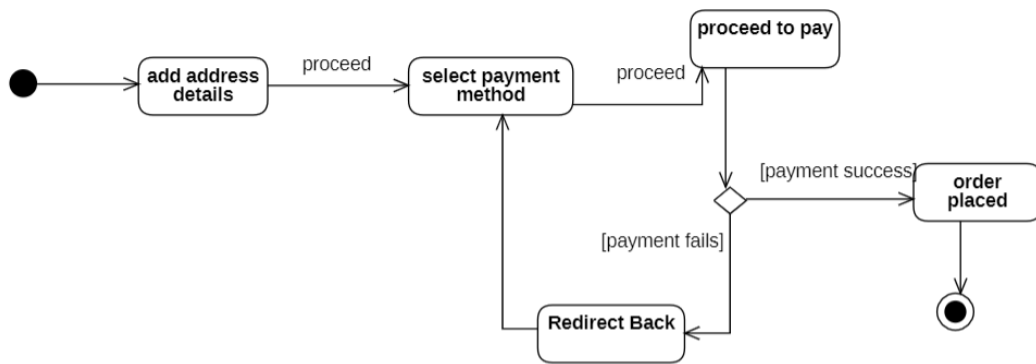 proceed to pay
proceed
add address
details
select payment
method
proceed
[payment success]
order
placed
[payment fails]
Redirect Back